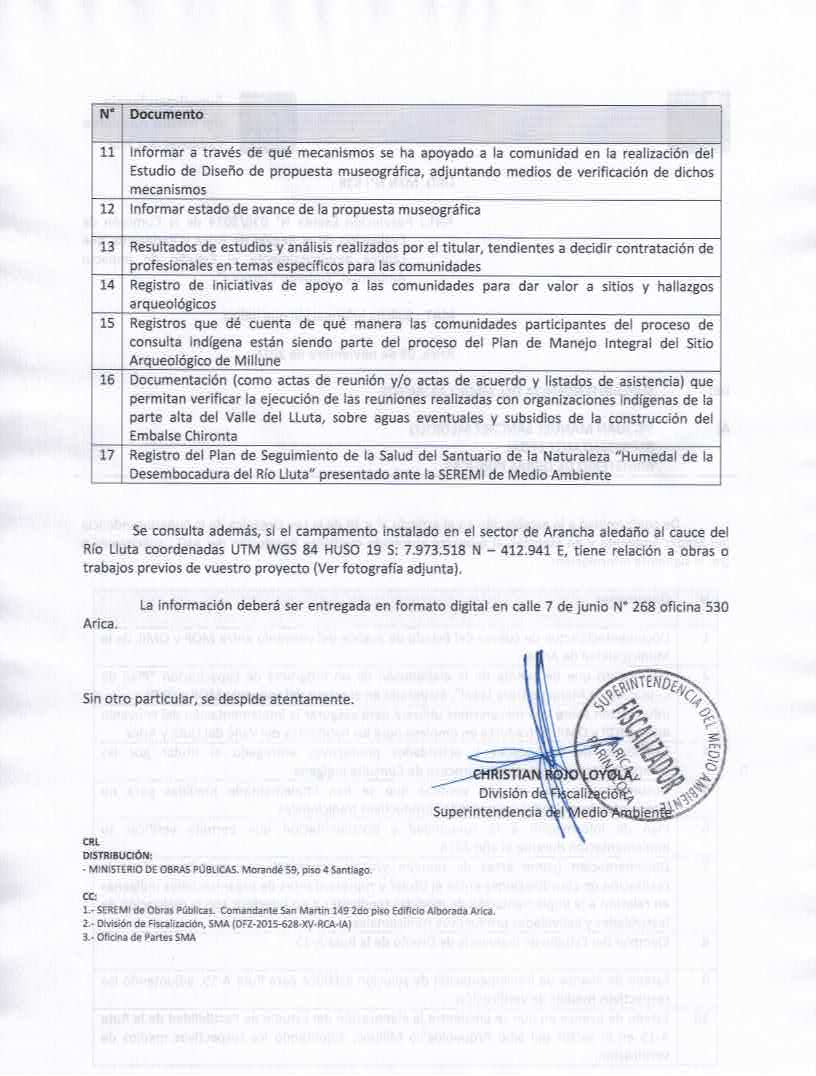 N° Documento
11 Informar a través de qué mecanismos se ha apoyado a la comunidad en la realización del
Estudio de Diseño de propuesta museográfica, adjuntando medios de verificación de dichos
mecanismos
12 Informar estado de avance de la propuesta museográfica
13 Resultados de estudios y análisis realizados por el titular, tendientes a decidir contratación de
profesionales en temas específicos para las comunidades
14 Registro de iniciativas de apoyo a las comunidades para dar valor a sitios y hallazgos
arqueológicos
15 Registros que dé cuenta de qué manera las comunidades participantes del proceso de
consulta indígena están siendo parte del proceso del Plan de Manejo Integral del Sitio
Arqueológico de Millune
16 Documentación (como actas de reunión y/o actas de acuerdo y listados de asistencia) que
permitan verificar la ejecución de las reuniones realizadas con organizaciones indígenas de la
parte alta del Valle del LLuta, sobre aguas eventuales y subsidios de la construcción del
Embalse Chironta
17 Registro del Plan de Seguimiento de la Salud del Santuario de la Naturaleza "Humedal de la
Desembocadura del Río Lluta" presentado ante la SEREMI de Medio Ambiente
Se consulta además, si el campamento instalado en el sector de Arancha aledaño al cauce del
Río Lluta coordenadas UTM WGS 84 HUSO 19 S: 7.973.518 N – 412.941 E, tiene relación a obras o
trabajos previos de vuestro proyecto (Ver fotografía adjunta).
La información deberá ser entregada en formato digital en calle 7 de junio N° 268 oficina 530
Arica.
Sin otro particular, se despide atentamente.
SUPERINTENDENCIA DEL MEDIO AMBIENTE
FISCALIZADOR
ARICA
PARINACOTA
CHRISTIAN ROJO LOYOLA
División de Fiscalización
Superintendencia del Medio Ambiente
CRL
DISTRIBUCIÓN:
- MINISTERIO DE OBRAS PÚBLICAS. Morandé 59, piso 4 Santiago.
CC:
1.- SEREMI de Obras Públicas. Comandante San Martin 149 2do piso Edificio Alborada Arica.
2.- División de Fiscalización, SMA (DFZ-2015-628-XV-RCA-IA)
3.- Oficina de Partes SMA